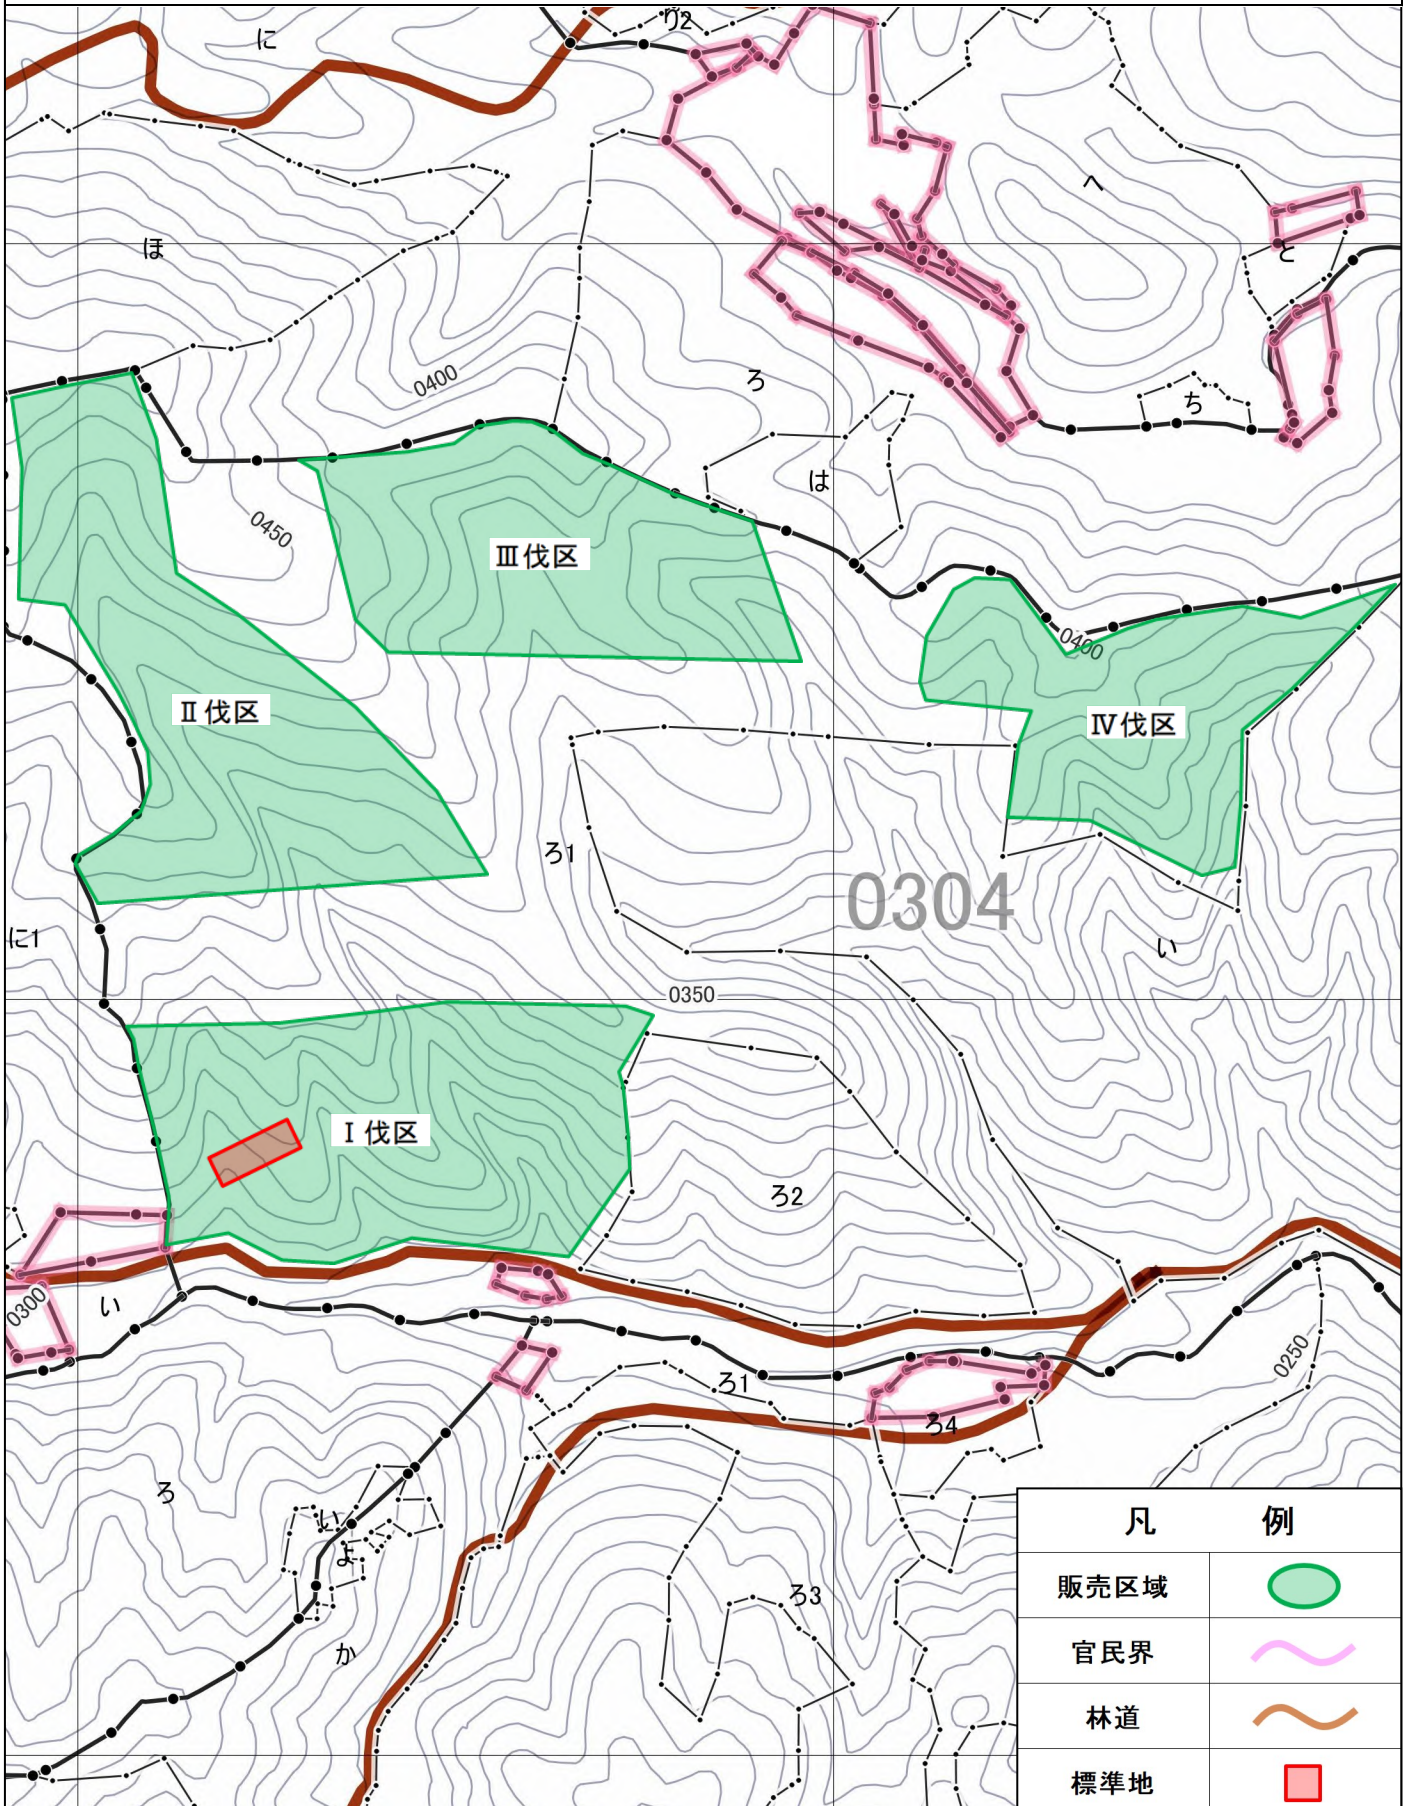 り2
に
へ
ほ
と
0400
ろ
ち
は
0450
Ⅲ伐区
0400
Ⅱ伐区
Ⅳ伐区
ろ1
0304
に1
い
0350
Ⅰ伐区
ろ2
0300
い
0250
ろ1
ろ4
ろ
い
よ
ろ3
か
凡 例
販売区域
官民界
林道
標準地